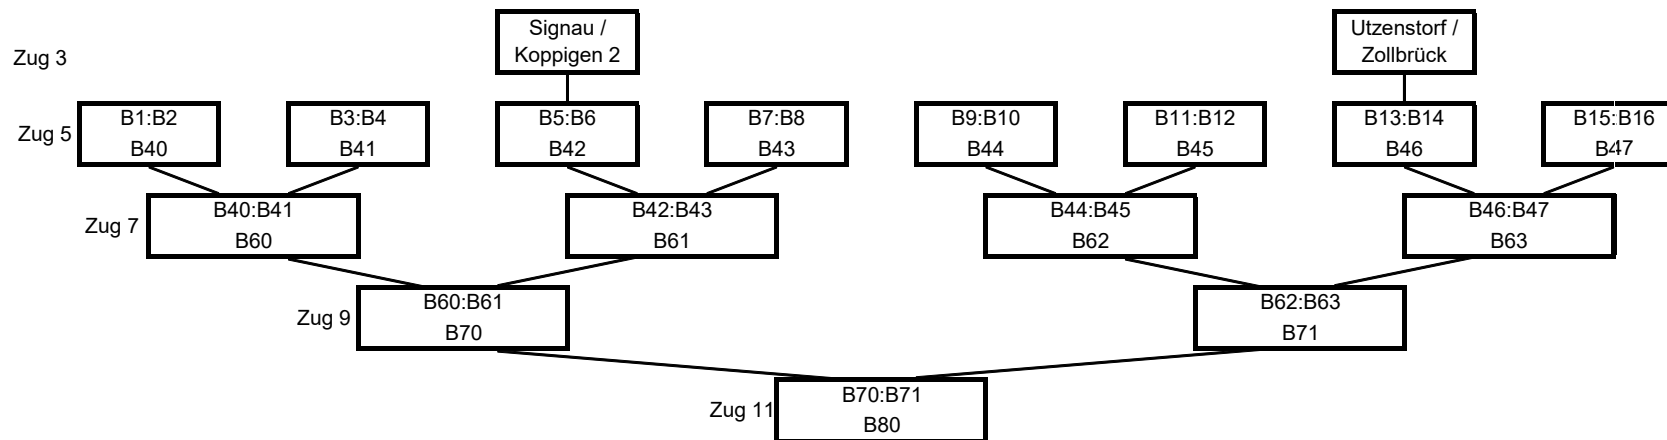 Zug 3
Signau /
Koppigen 2
Utzenstorf /
Zollbrück
Zug 5
B1:B2
B40
B3:B4
B41
B5:B6
B42
B7:B8
B43
B9:B10
B44
B11:B12
B45
B13:B14
B46
B15:B16
B47
Zug 7
B40:B41
B60
B42:B43
B61
B44:B45
B62
B46:B47
B63
Zug 9
B60:B61
B70
B62:B63
B71
Zug 11
B70:B71
B80